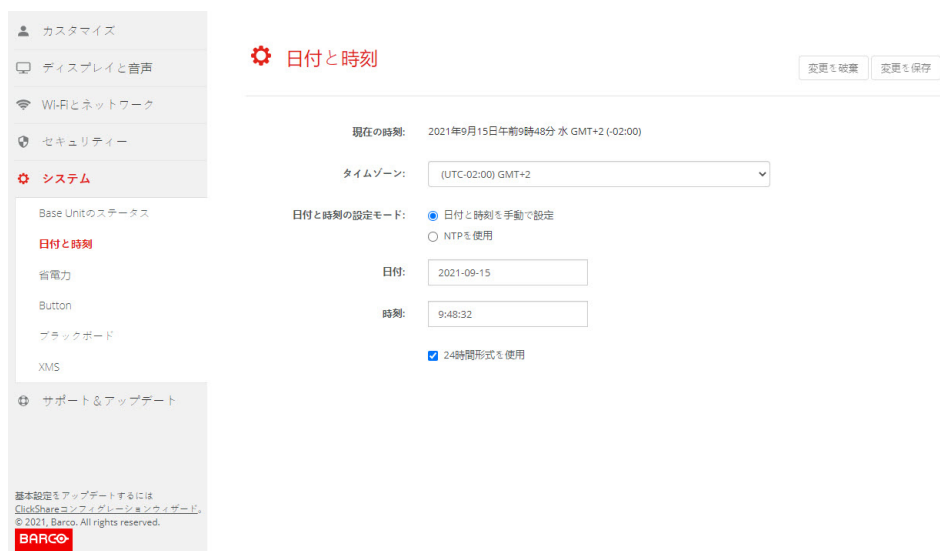 カスタマイズ
ディスプレイと音声
Wi-Fiとネットワーク
セキュリティー
システム
Base Unitのステータス
日付と時刻
省電力
Button
ブラックボード
XMS
サポート＆アップデート
基本設定をアップデートするには
ClickShareコンフィグレーションウィザード。
© 2021, Barco. All rights reserved.
BARCO
日付と時刻
変更を破棄 変更を保存
現在の時刻: 2021年9月15日午前9時48分 水 GMT+2 (-02:00)
タイムゾーン: (UTC-02:00) GMT+2
日付と時刻の設定モード: 日付と時刻を手動で設定
NTPを使用
日付: 2021-09-15
時刻: 9:48:32
24時間形式を使用